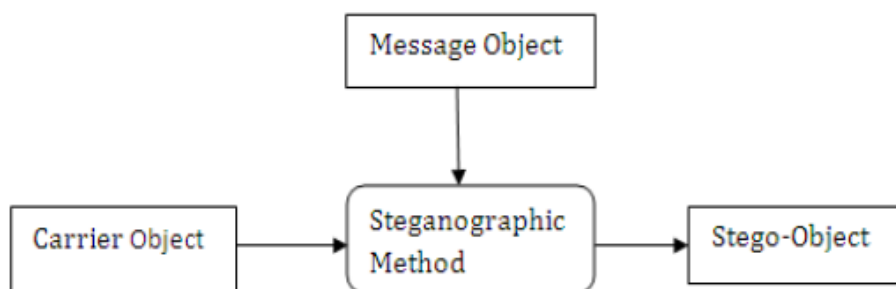 Message Object
Carrier Object
Steganographic
Method
Stego-Object